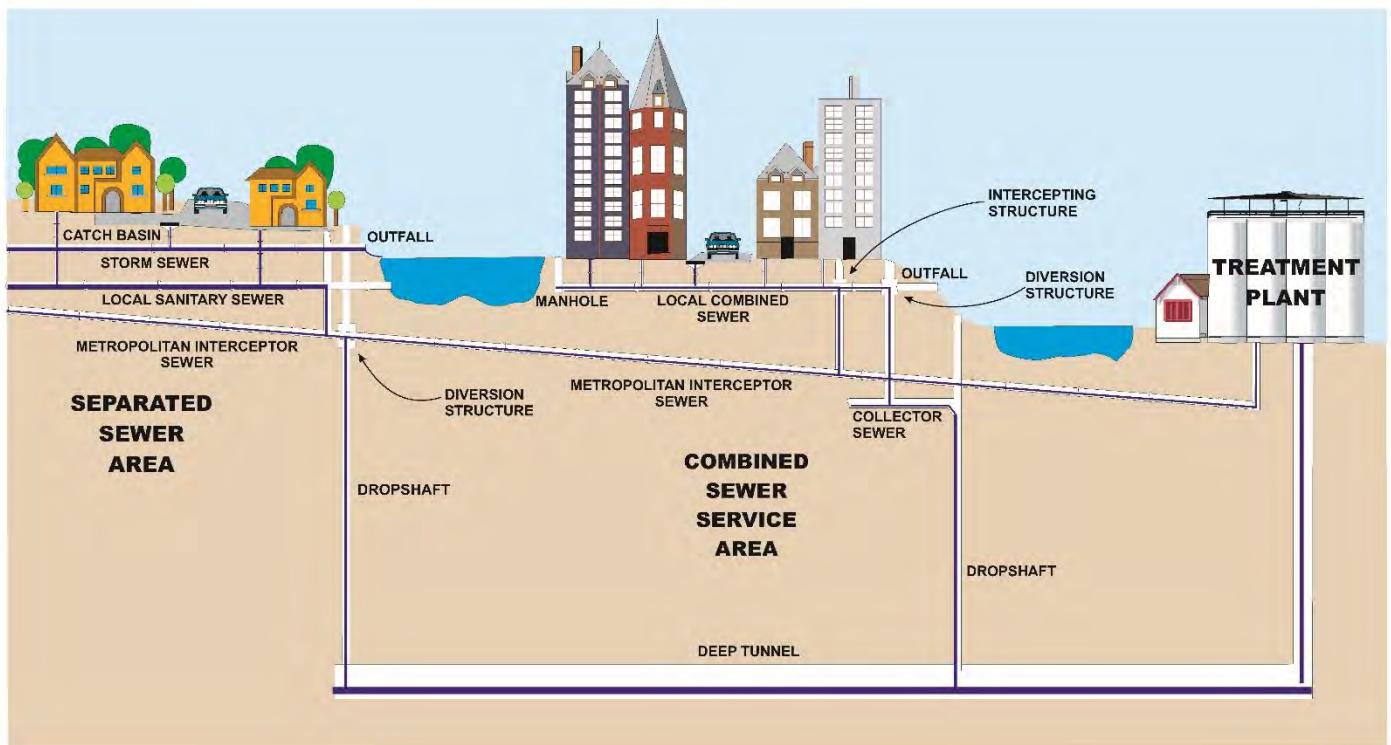 CATCH BASIN
STORM SEWER
OUTFALL
LOCAL SANITARY SEWER
METROPOLITAN INTERCEPTOR
SEWER
SEPARATED
SEWER
AREA
DIVERSION
STRUCTURE
DROPSHAFT
MANHOLE
LOCAL COMBINED
SEWER
METROPOLITAN INTERCEPTOR
SEWER
INTERCEPTING
STRUCTURE
OUTFALL
DIVERSION
STRUCTURE
COLLECTOR
SEWER
COMBINED
SEWER
SERVICE
AREA
DROPSHAFT
DEEP TUNNEL
TREATMENT
PLANT